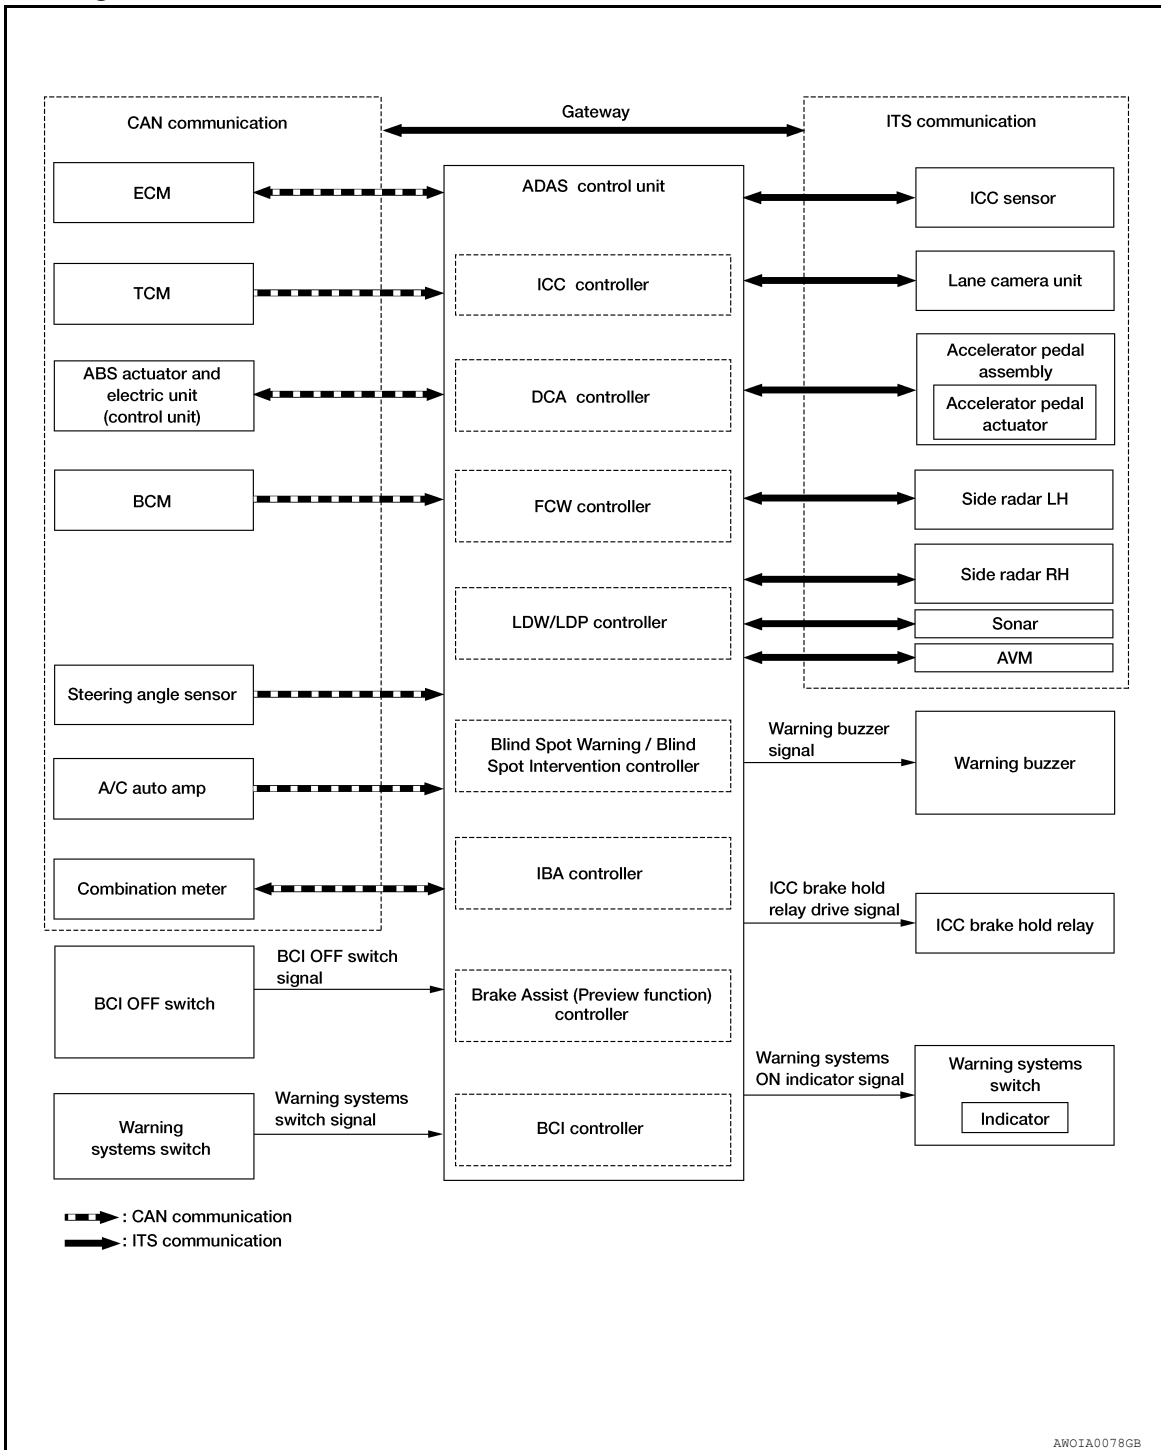 CAN communication
Gateway
ITS communication
ECM
ADAS control unit
ICC sensor
TCM
ICC controller
Lane camera unit
ABS actuator and
electric unit
(control unit)
DCA controller
Accelerator pedal
assembly
Accelerator pedal
actuator
BCM
FCW controller
Side radar LH
LDW/LDP controller
Side radar RH
Sonar
AVM
Steering angle sensor
Blind Spot Warning / Blind
Spot Intervention controller
Warning buzzer
signal
Warning buzzer
A/C auto amp
Combination meter
IBA controller
ICC brake hold
relay drive signal
ICC brake hold relay
BCI OFF switch
BCI OFF switch
signal
Brake Assist (Preview function)
controller
Warning systems
ON indicator signal
Warning systems
switch
Indicator
Warning
systems switch
Warning systems
switch signal
BCI controller
: CAN communication
: ITS communication
AWOIA0078GB